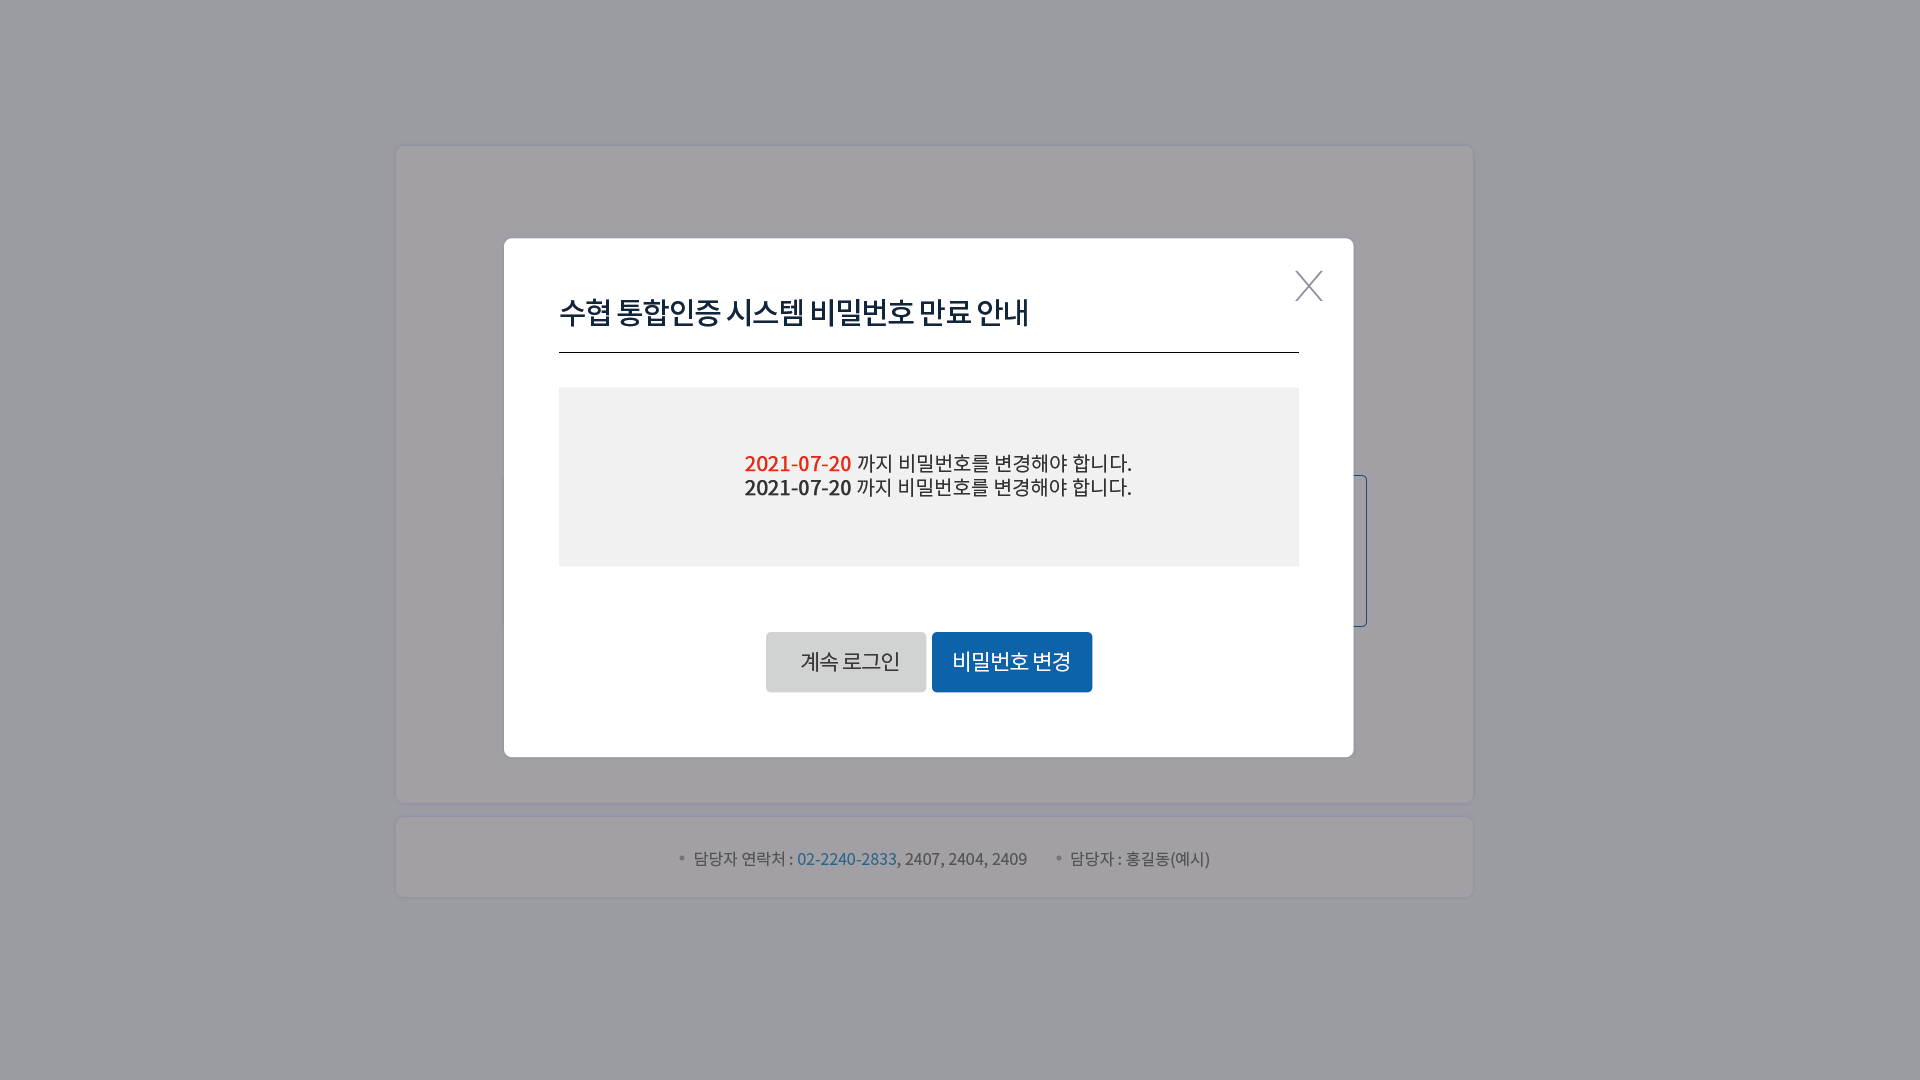 수협 통합인증 시스템 비밀번호 만료 안내
2021-07-20 까지 비밀번호를 변경해야 합니다.
2021-07-20 까지 비밀번호를 변경해야 합니다.
계속 로그인 비밀번호 변경
• 담당자 연락처 : 02-2240-2833, 2407, 2404, 2409 • 담당자 : 홍길동(예시)